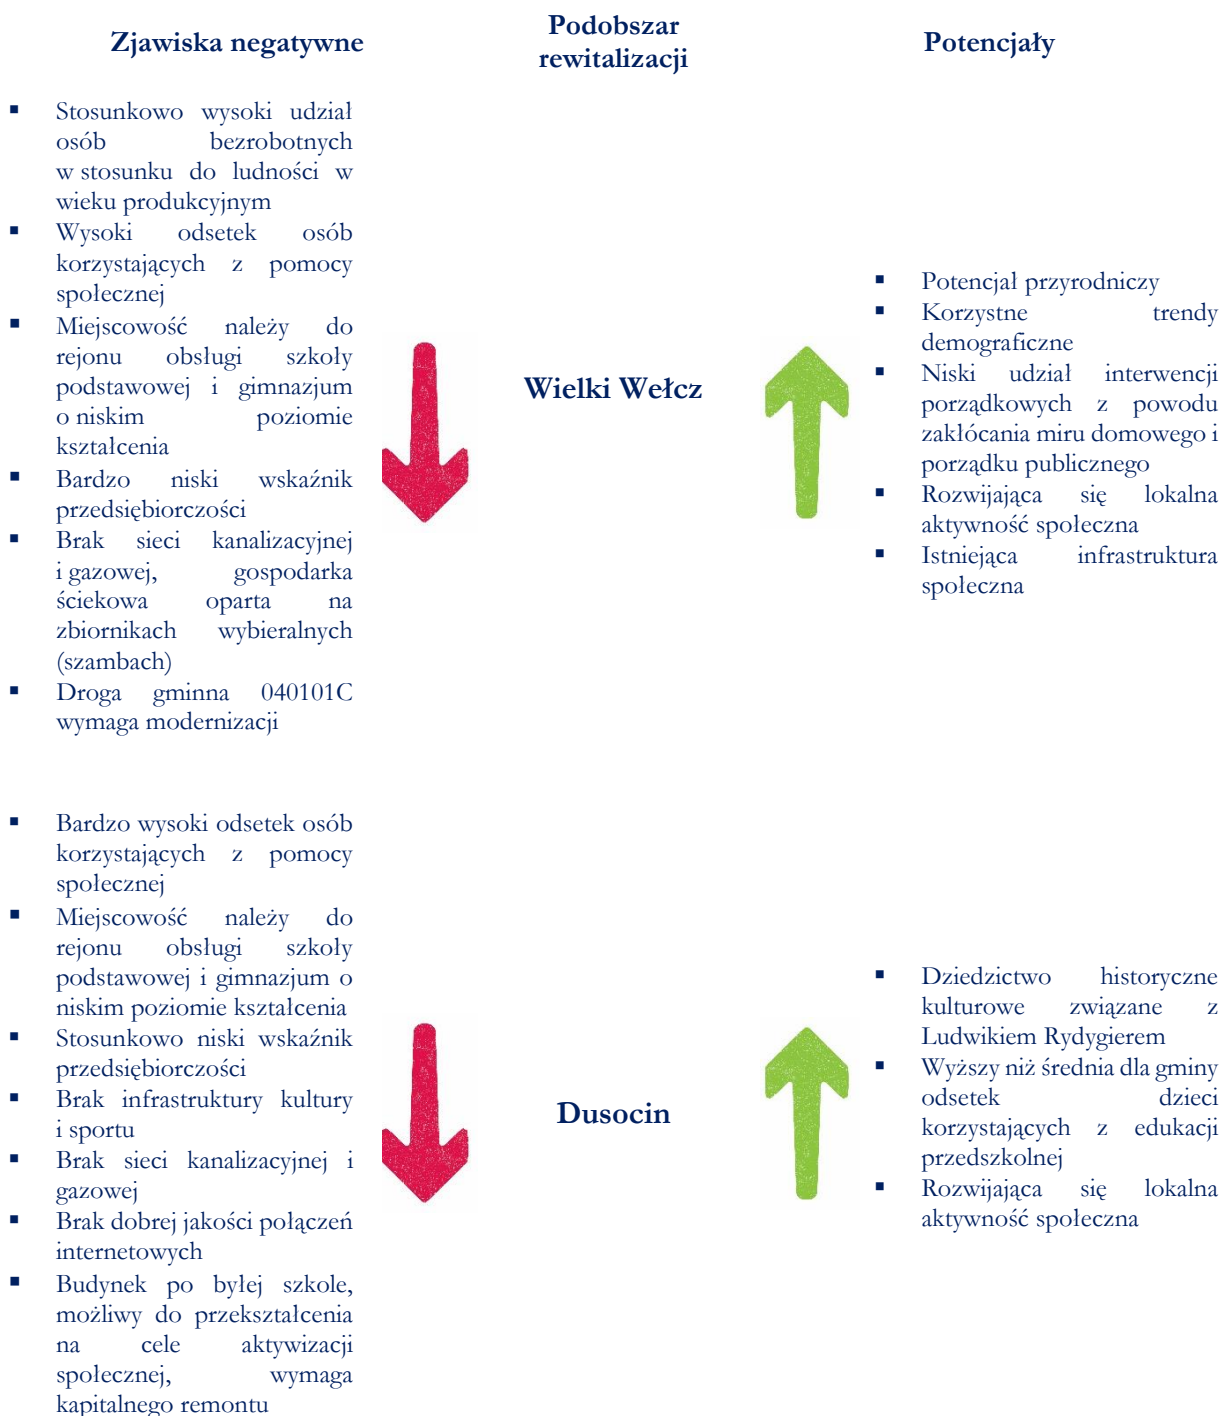 Zjawiska negatywne
Podobszar
rewitalizacji
Potencjały
▪ Stosunkowo wysoki udział
osób bezrobotnych
w stosunku do ludności w
wieku produkcyjnym
▪ Wysoki odsetek osób
korzystających z pomocy
społecznej
▪ Miejscowość należy do
rejonu obsługi szkoły
podstawowej i gimnazjum
o niskim poziomie
kształcenia
▪ Bardzo niski wskaźnik
przedsiębiorczości
▪ Brak sieci kanalizacyjnej
i gazowej, gospodarka
ściekowa oparta na
zbiornikach wybieralnych
(szambach)
▪ Droga gminna 040101C
wymaga modernizacji
Wielki Wełcz
▪ Potencjał przyrodniczy
▪ Korzystne trendy
demograficzne
▪ Niski udział interwencji
porządkowych z powodu
zakłócania miru domowego i
porządku publicznego
▪ Rozwijająca się lokalna
aktywność społeczna
▪ Istniejąca infrastruktura
społeczna
▪ Bardzo wysoki odsetek osób
korzystających z pomocy
społecznej
▪ Miejscowość należy do
rejonu obsługi szkoły
podstawowej i gimnazjum o
niskim poziomie kształcenia
▪ Stosunkowo niski wskaźnik
przedsiębiorczości
▪ Brak infrastruktury kultury
i sportu
▪ Brak sieci kanalizacyjnej i
gazowej
▪ Brak dobrej jakości połączeń
internetowych
▪ Budynek po byłej szkole,
możliwy do przekształcenia
na cele aktywizacji
społecznej, wymaga
kapitalnego remontu
Dusocin
▪ Dziedzictwo historyczne
kulturowe związane z
Ludwikiem Rydygierem
▪ Wyższy niż średnia dla gminy
odsetek dzieci
korzystających z edukacji
przedszkolnej
▪ Rozwijająca się lokalna
aktywność społeczna